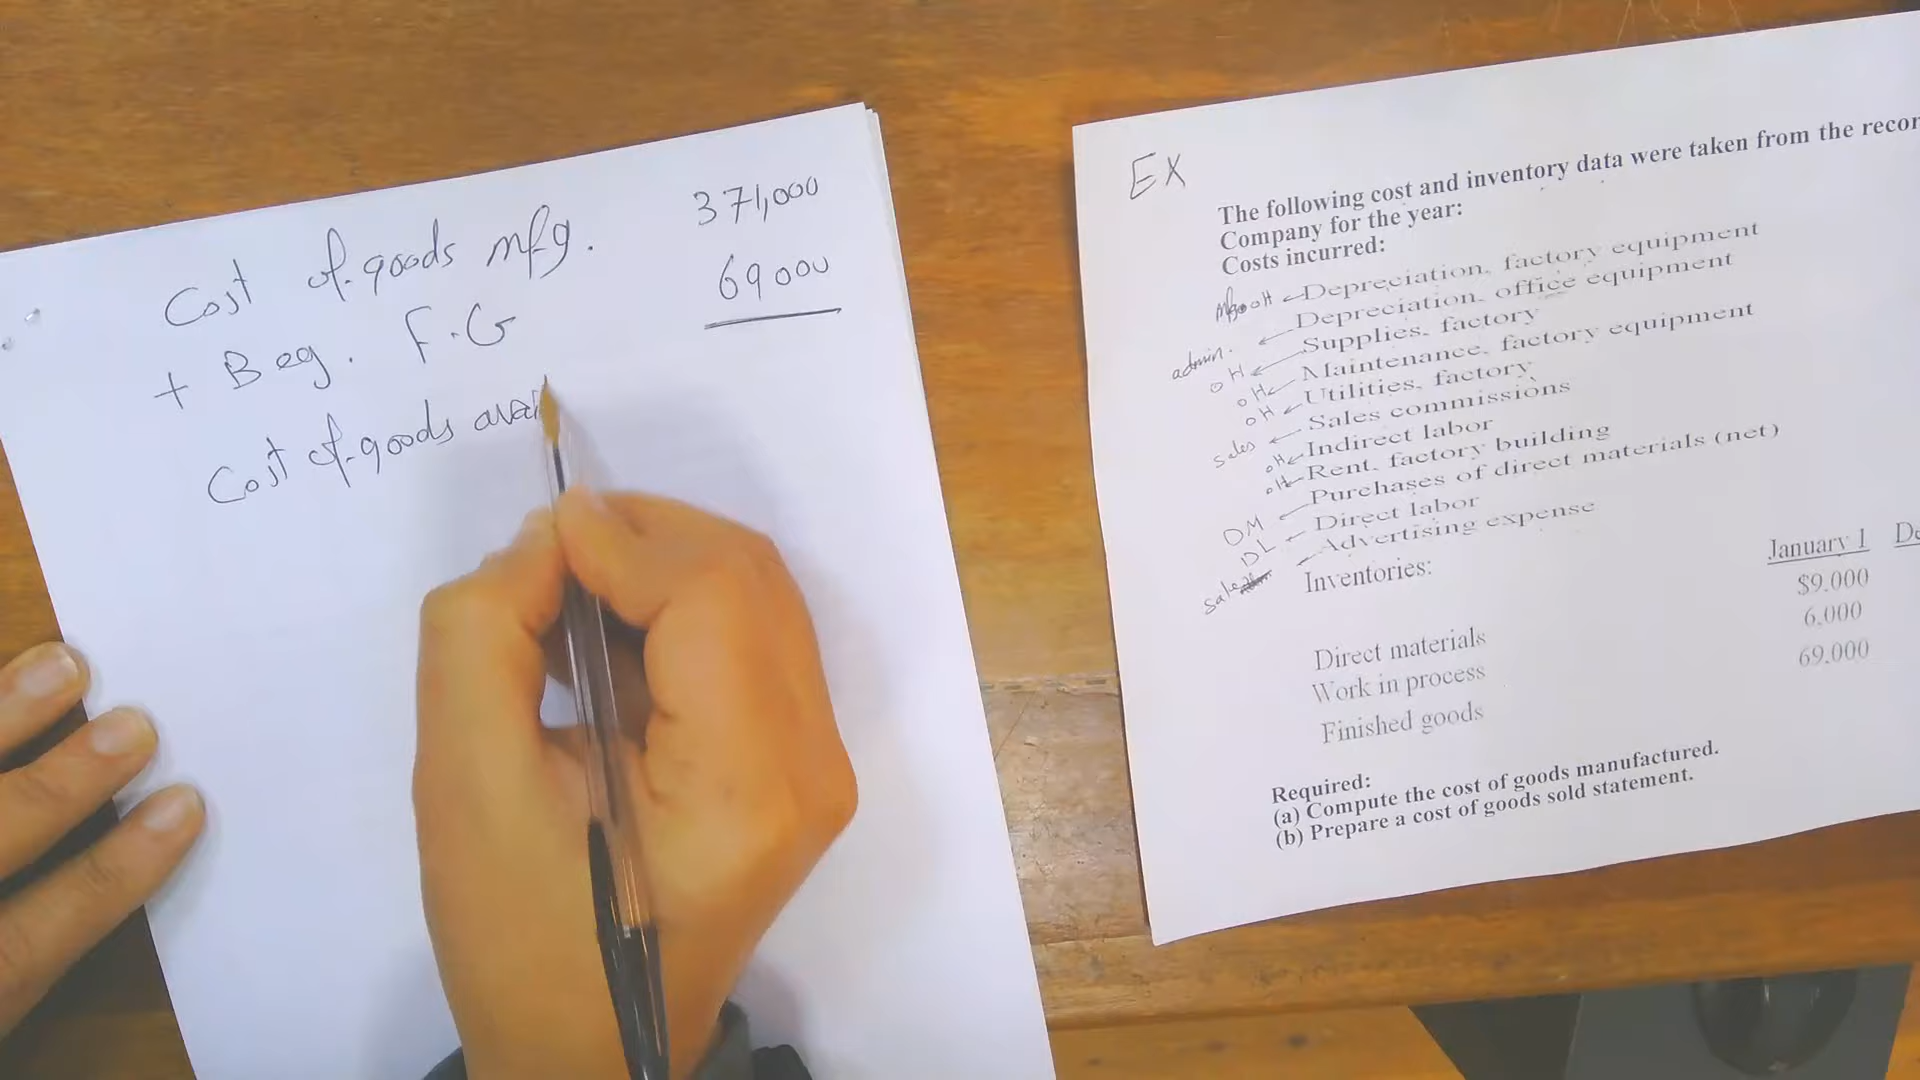 Cost of goods mfg. 371,000
+ Beg. F.G 69000
Cost of goods avai
EX
The following cost and inventory data were taken from the recor
Company for the year:
Costs incurred:
mfg OH Depreciation, factory equipment
admin. Depreciation, office equipment
OH Supplies, factory
OH Maintenance, factory equipment
OH Utilities, factory
sales Sales commissions
OH Indirect labor
OH Rent, factory building
DM Purchases of direct materials (net)
DL Direct labor
sales Advertising expense
Inventories: January 1 De
Direct materials $9.000
Work in process 6,000
Finished goods 69.000
Required:
(a) Compute the cost of goods manufactured.
(b) Prepare a cost of goods sold statement.